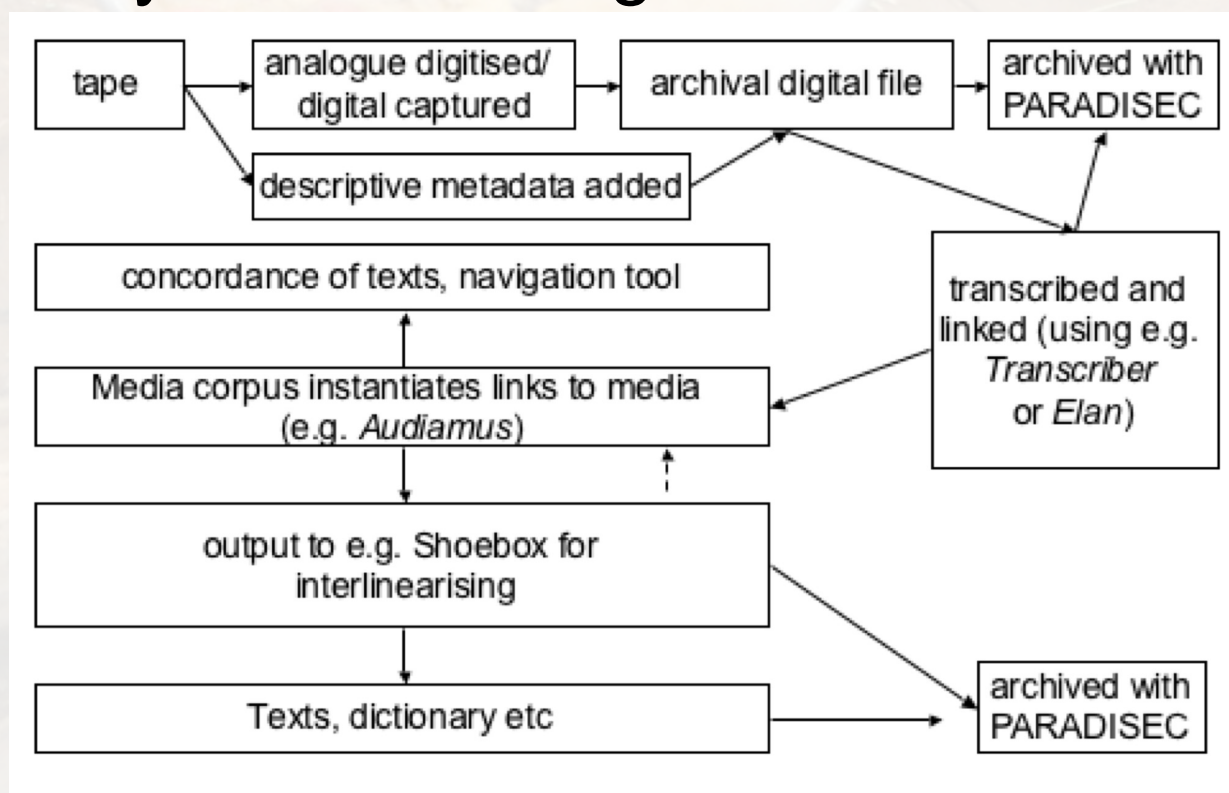 tape
analogue digitised/
digital captured
archival digital file
archived with
PARADISEC
descriptive metadata added
concordance of texts, navigation tool
transcribed and
linked (using e.g.
Transcriber
or Elan)
Media corpus instantiates links to media
(e.g. Audiamus)
output to e.g. Shoebox for
interlinearising
Texts, dictionary etc
archived with
PARADISEC